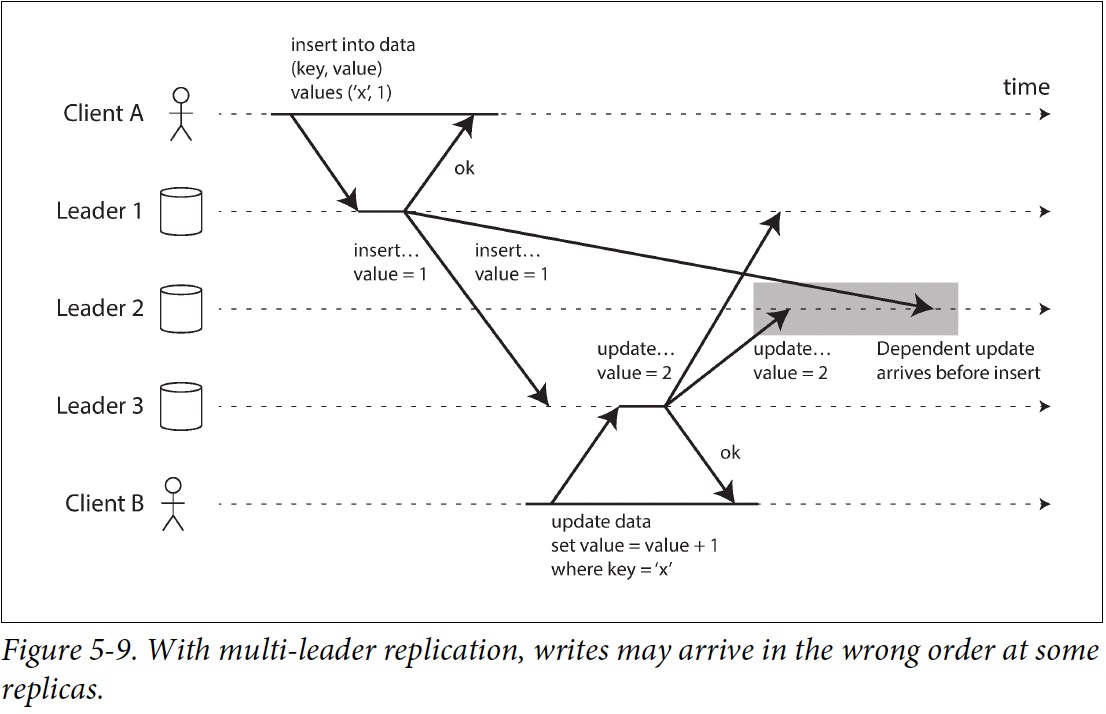 insert into data
(key, value)
values (‘x’, 1)
time
Client A
ok
Leader 1
insert…
value = 1
insert…
value = 1
Leader 2
update…
value = 2
update…
value = 2
Dependent update
arrives before insert
Leader 3
ok
Client B
update data
set value = value + 1
where key = ‘x’
Figure 5-9. With multi-leader replication, writes may arrive in the wrong order at some
replicas.